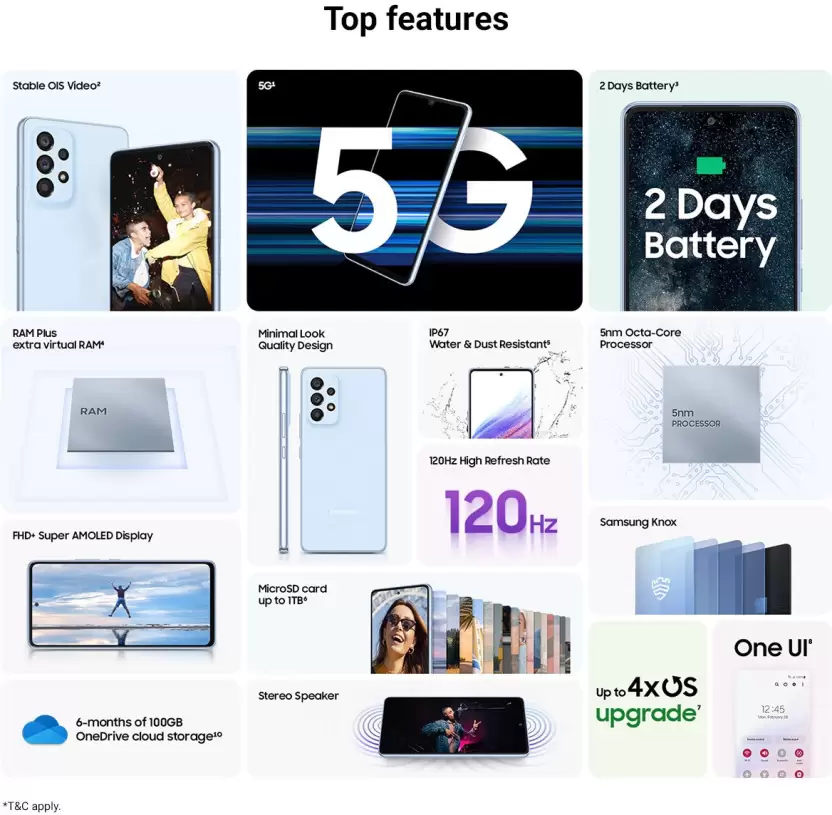 Top features
Stable OIS Video²
5G¹
5G
2 Days Battery³
2 Days
Battery
RAM Plus
extra virtual RAM⁴
RAM
Minimal Look
Quality Design
IP67
Water & Dust Resistant⁵
5nm Octa-Core
Processor
5nm
PROCESSOR
120Hz High Refresh Rate
120Hz
FHD+ Super AMOLED Display
Samsung Knox
MicroSD card
up to 1TB⁶
Up to 4xOS
upgrade⁷
One UI⁸
12:45
6-months of 100GB
OneDrive cloud storage¹⁰
Stereo Speaker
*T&C apply.